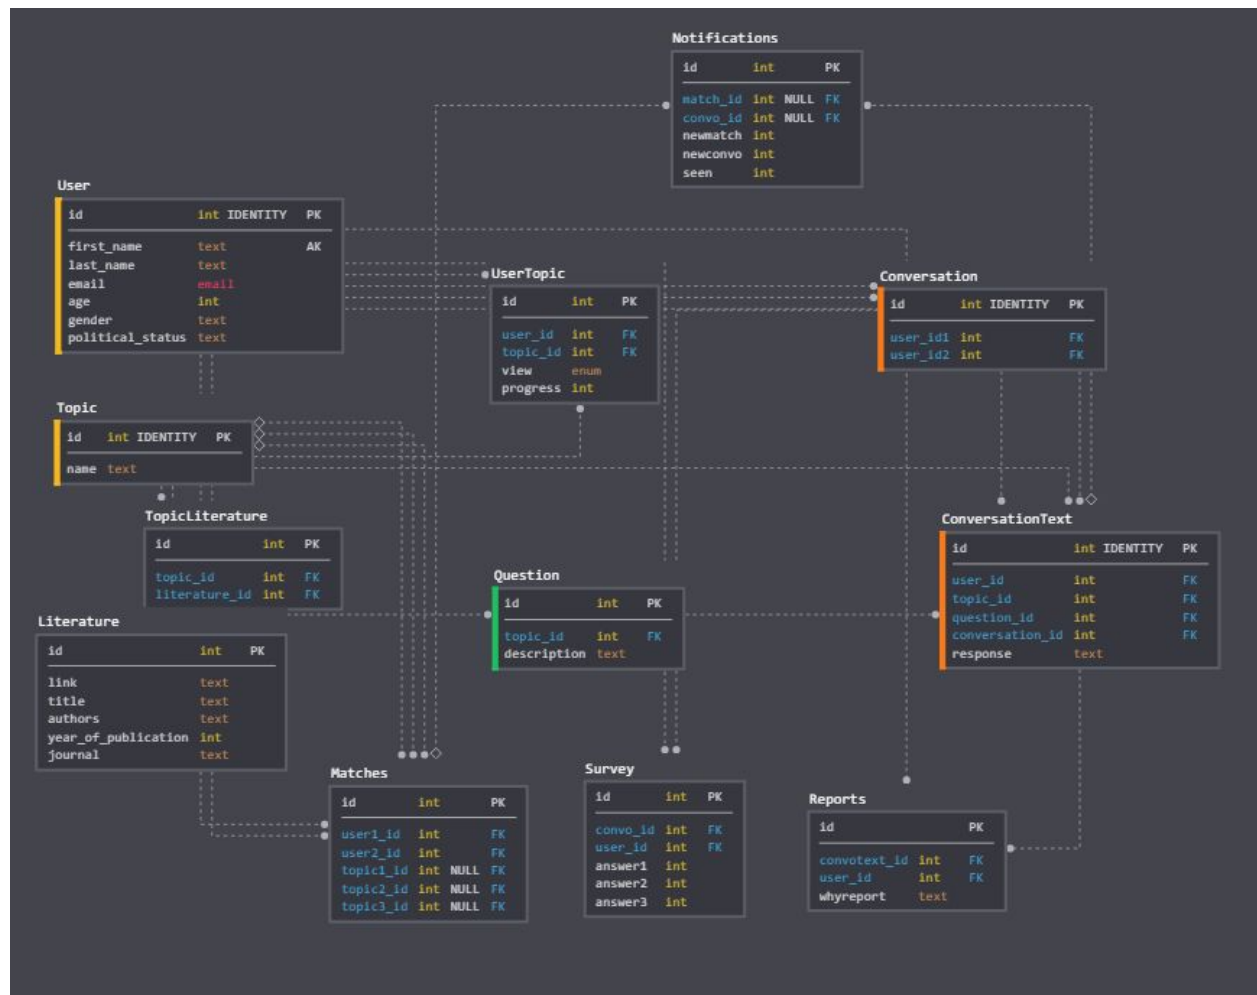 Notifications
id int PK
match_id int NULL FK
convo_id int NULL FK
newmatch int
newconvo int
seen int
User
id int IDENTITY PK
first_name text AK
last_name text
email email
age int
gender text
political_status text
UserTopic
id int PK
user_id int FK
topic_id int FK
view enum
progress int
Conversation
id int IDENTITY PK
user_id1 int FK
user_id2 int FK
Topic
id int IDENTITY PK
name text
TopicLiterature
id int PK
topic_id int FK
literature_id int FK
Question
id int PK
topic_id int FK
description text
ConversationText
id int IDENTITY PK
user_id int FK
topic_id int FK
question_id int FK
conversation_id int FK
response text
Literature
id int PK
link text
title text
authors text
year_of_publication int
journal text
Matches
id int PK
user1_id int FK
user2_id int FK
topic1_id int NULL FK
topic2_id int NULL FK
topic3_id int NULL FK
Survey
id int PK
convo_id int FK
user_id int FK
answer1 int
answer2 int
answer3 int
Reports
id PK
convotext_id int FK
user_id int FK
whyreport text